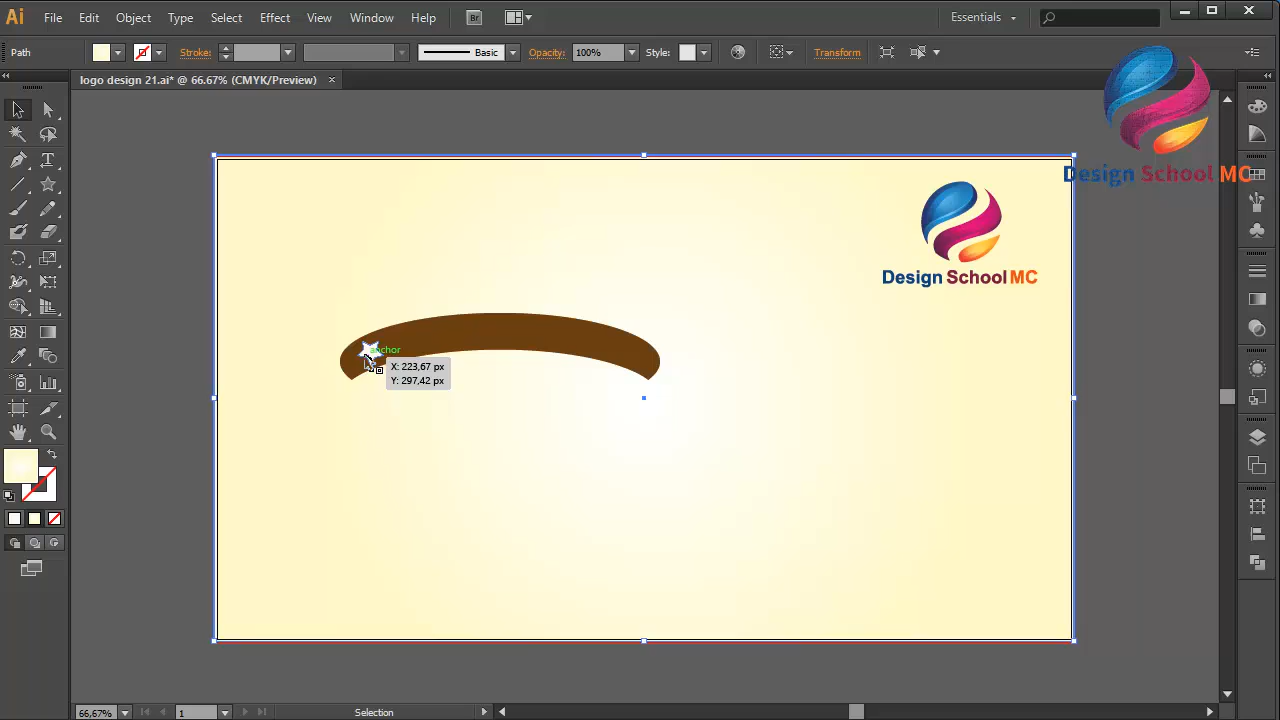 Ai File Edit Object Type Select Effect View Window Help Br Essentials
Path Stroke: Basic Opacity: 100% Style: Transform
logo design 21.ai* @ 66.67% (CMYK/Preview) ×
Design School MC
Design School MC
anchor
X: 223,67 px
Y: 297,42 px
66,67% 1 Selection